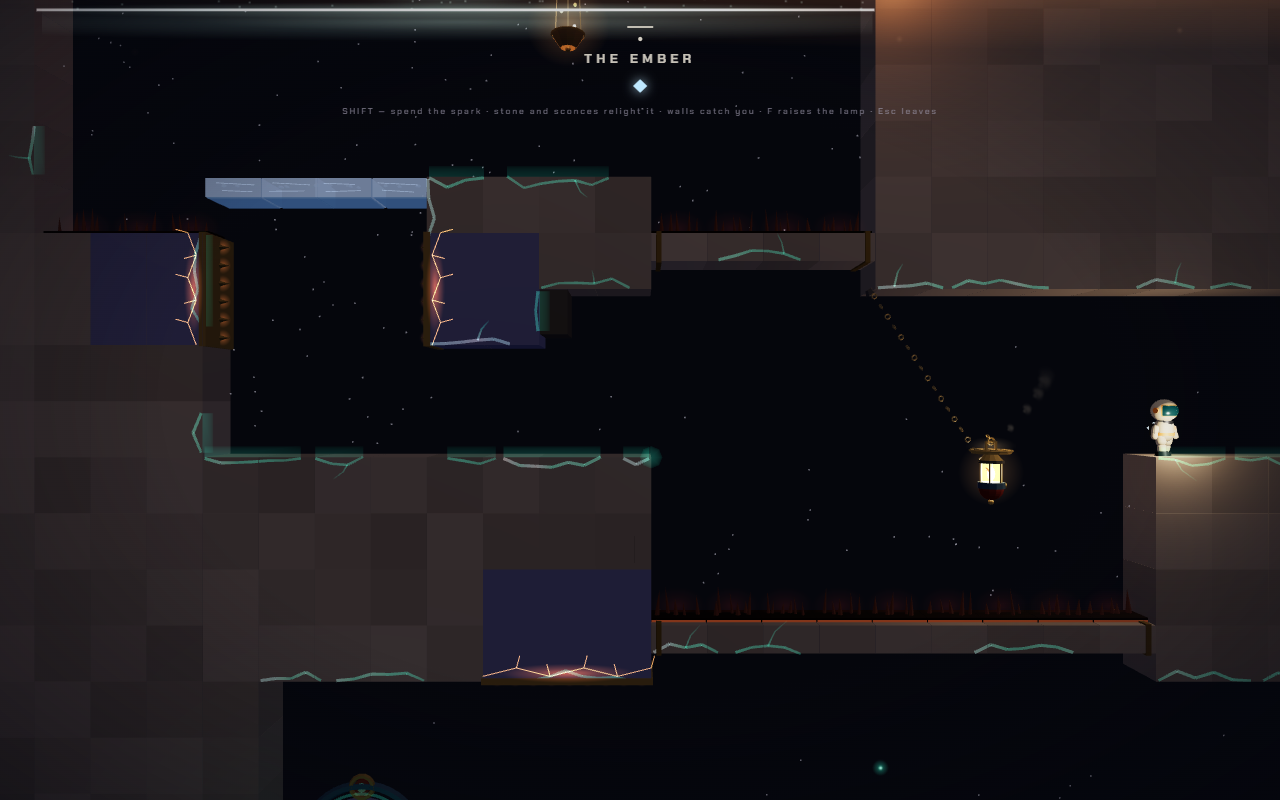 THE EMBER
SHIFT — spend the spark · stone and sconces relight it · walls catch you · F raises the lamp · Esc leaves